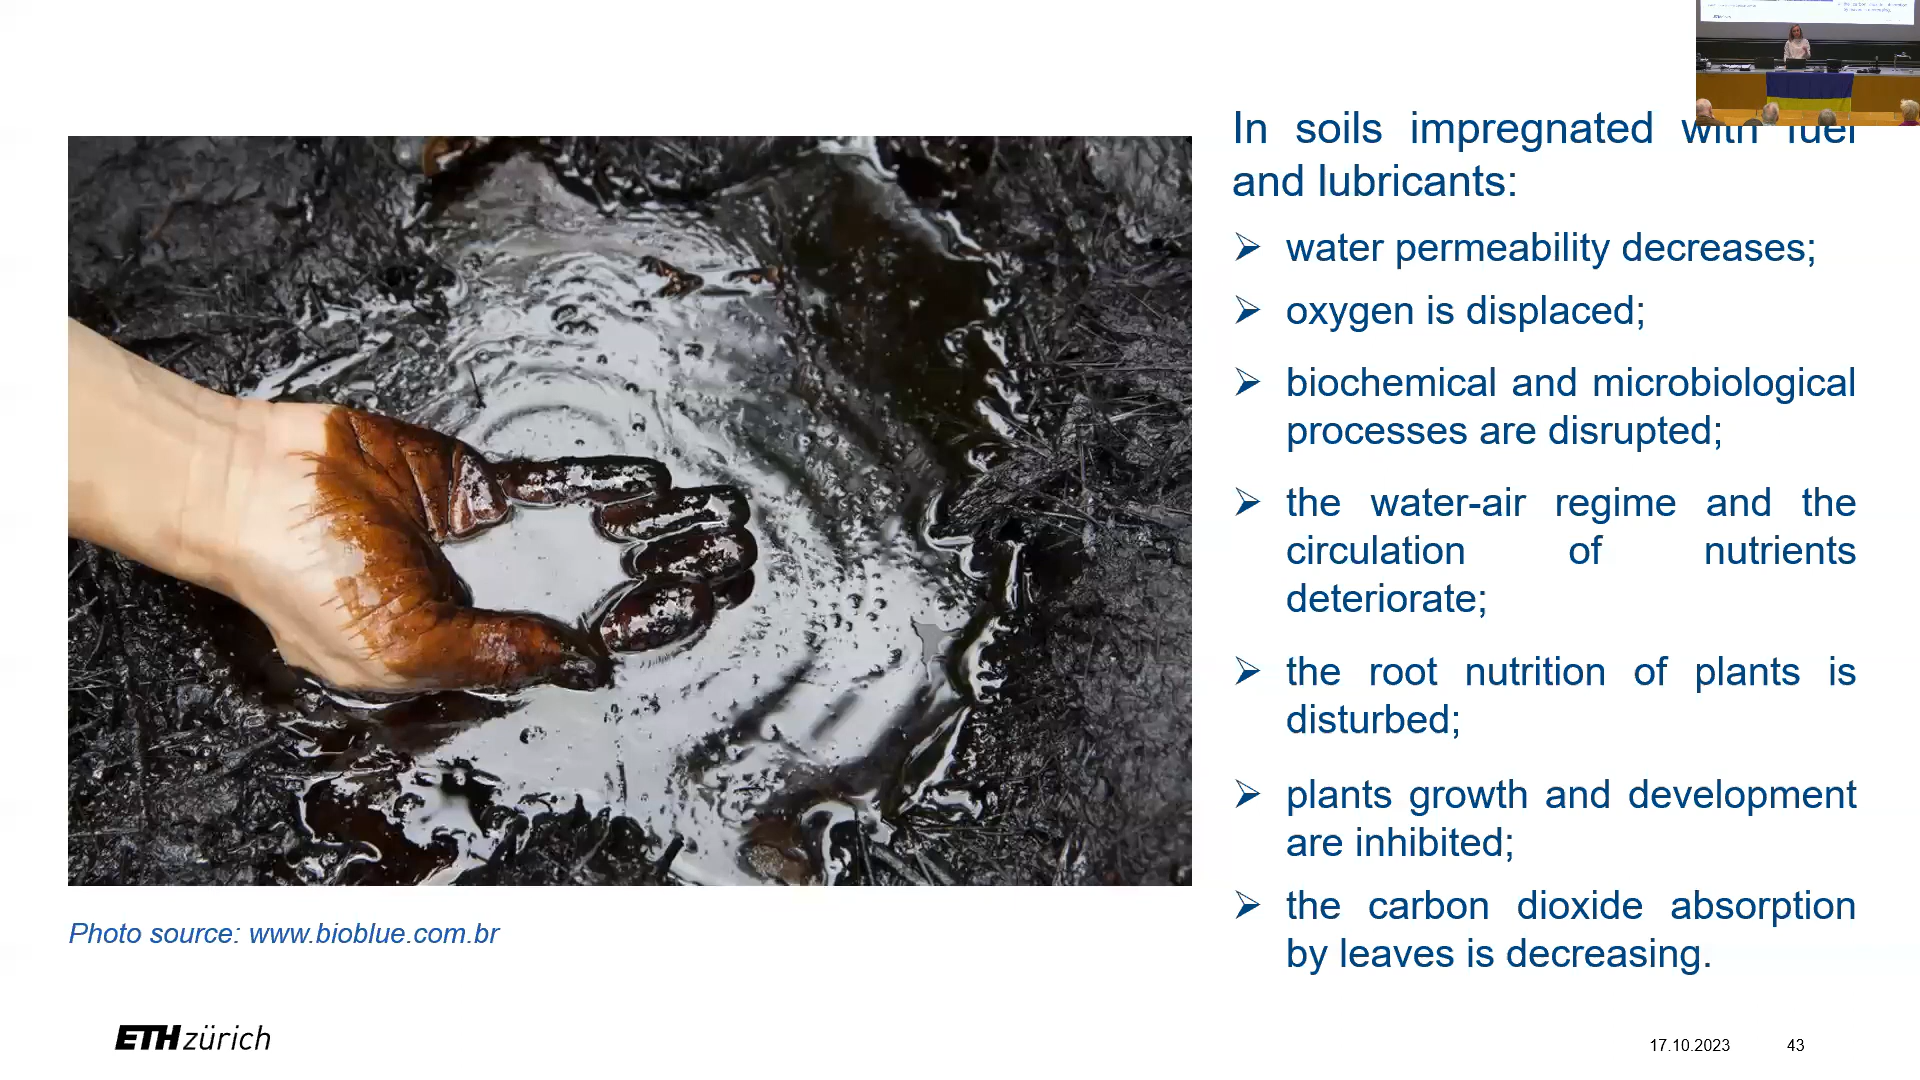 In soils impregnated with fuel
and lubricants:
➢ water permeability decreases;
➢ oxygen is displaced;
➢ biochemical and microbiological
processes are disrupted;
➢ the water-air regime and the
circulation of nutrients
deteriorate;
➢ the root nutrition of plants is
disturbed;
➢ plants growth and development
are inhibited;
➢ the carbon dioxide absorption
by leaves is decreasing.
Photo source: www.bioblue.com.br
ETH zürich
17.10.2023 43